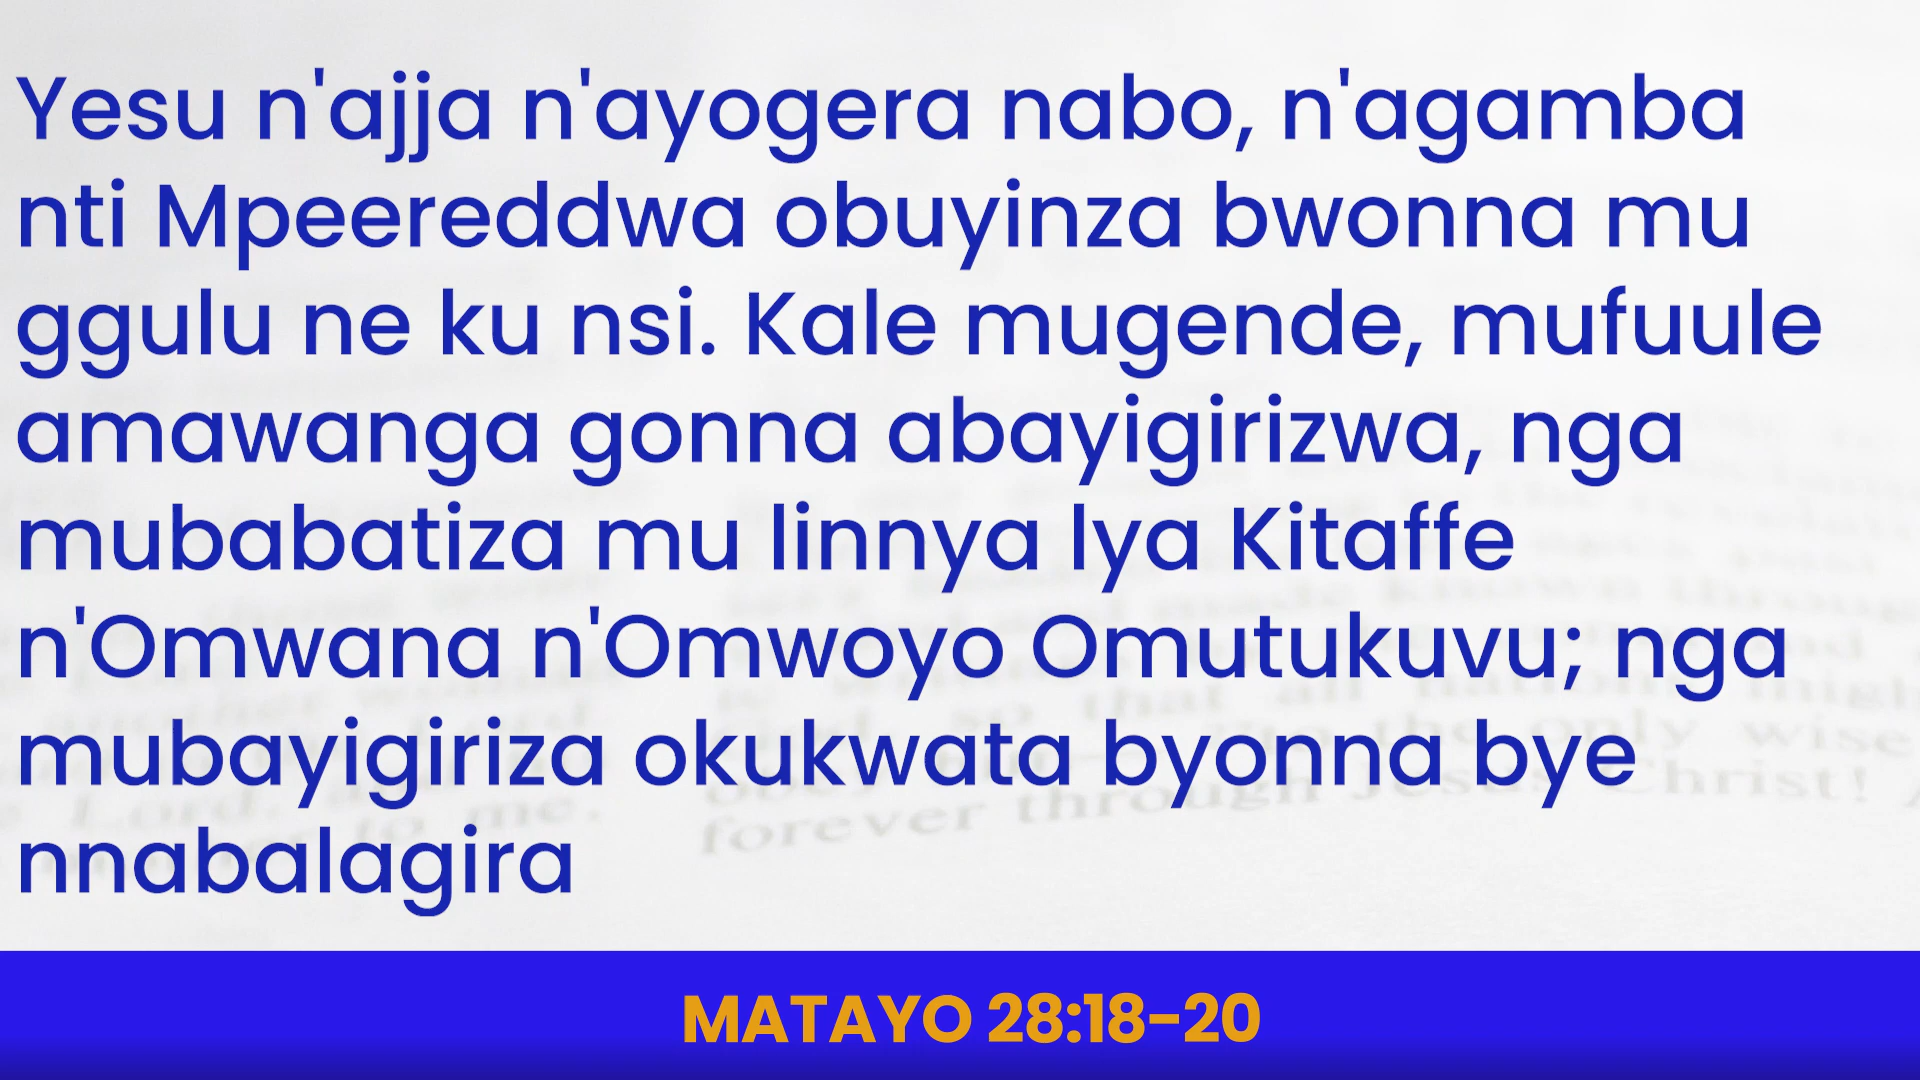 Yesu n'ajja n'ayogera nabo, n'agamba
nti Mpeereddwa obuyinza bwonna mu
ggulu ne ku nsi. Kale mugende, mufuule
amawanga gonna abayigirizwa, nga
mubabatiza mu linnya lya Kitaffe
n'Omwana n'Omwoyo Omutukuvu; nga
mubayigiriza okukwata byonna bye
nnabalagira
MATAYO 28:18-20